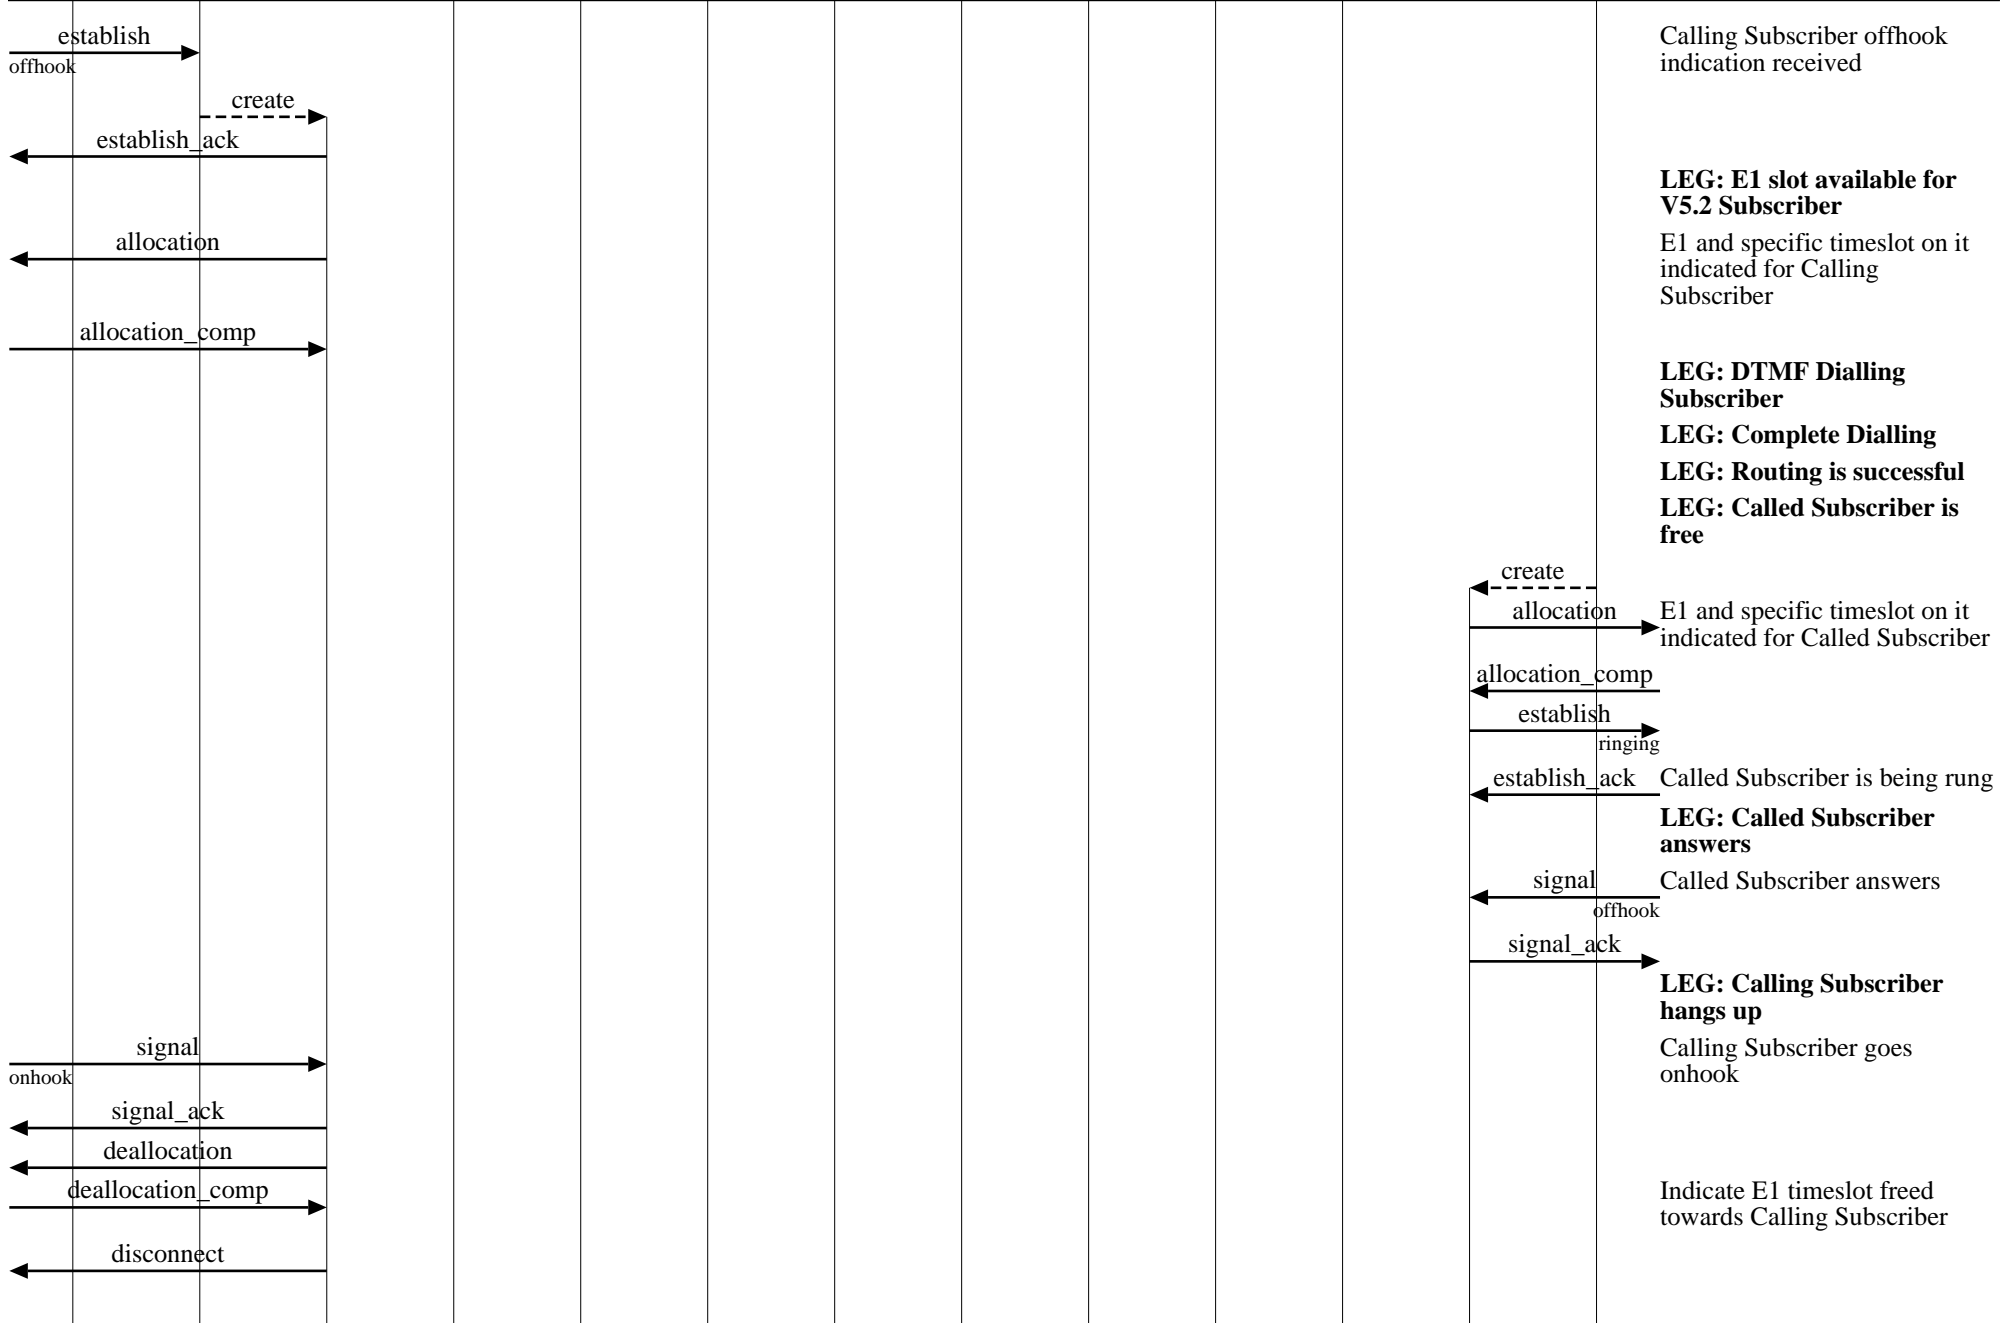 establish
Calling Subscriber offhook
offhook
indication received
create
establish_ack
LEG: E1 slot available for
V5.2 Subscriber
allocation
E1 and specific timeslot on it
indicated for Calling
Subscriber
allocation_comp
LEG: DTMF Dialling
Subscriber
LEG: Complete Dialling
LEG: Routing is successful
LEG: Called Subscriber is
free
create
allocation
E1 and specific timeslot on it
indicated for Called Subscriber
allocation_comp
establish
ringing
establish_ack
Called Subscriber is being rung
LEG: Called Subscriber
answers
signal
Called Subscriber answers
offhook
signal_ack
LEG: Calling Subscriber
hangs up
signal
Calling Subscriber goes
onhook
onhook
signal_ack
deallocation
deallocation_comp
Indicate E1 timeslot freed
towards Calling Subscriber
disconnect